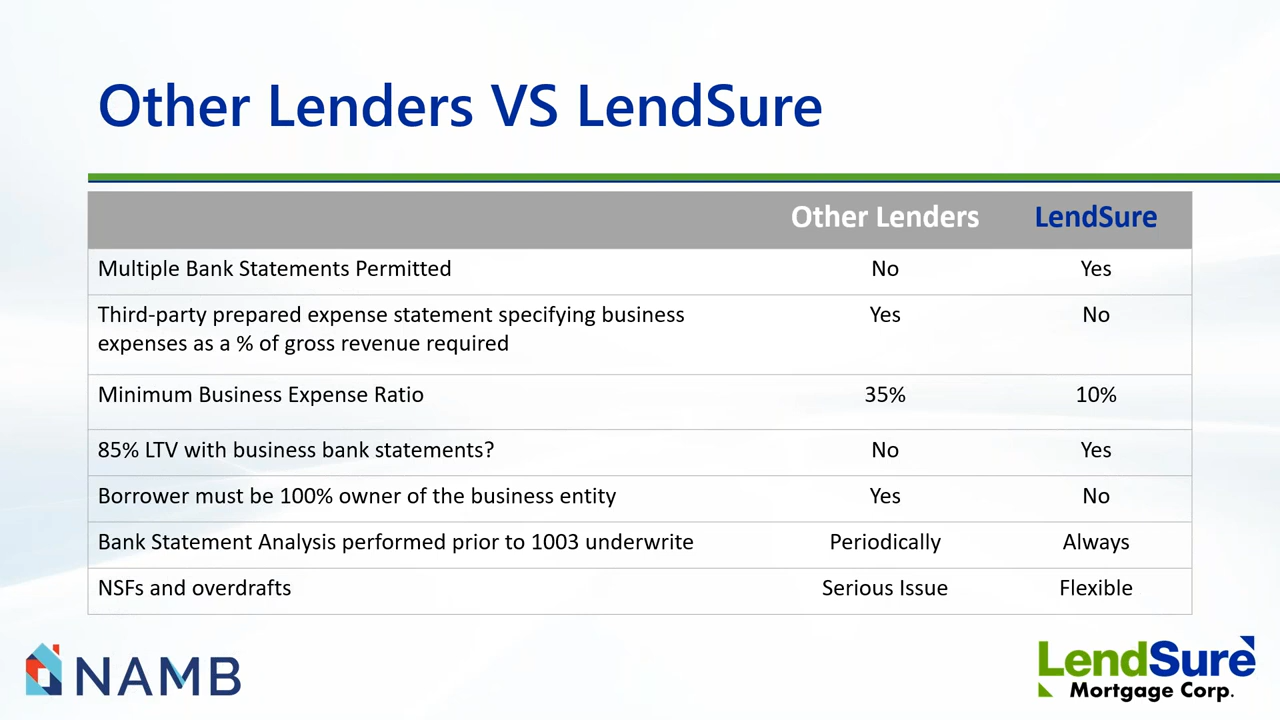 Other Lenders VS LendSure
Other Lenders LendSure
Multiple Bank Statements Permitted No Yes
Third-party prepared expense statement specifying business Yes No
expenses as a % of gross revenue required
Minimum Business Expense Ratio 35% 10%
85% LTV with business bank statements? No Yes
Borrower must be 100% owner of the business entity Yes No
Bank Statement Analysis performed prior to 1003 underwrite Periodically Always
NSFs and overdrafts Serious Issue Flexible
NAMB
LendSure
Mortgage Corp.